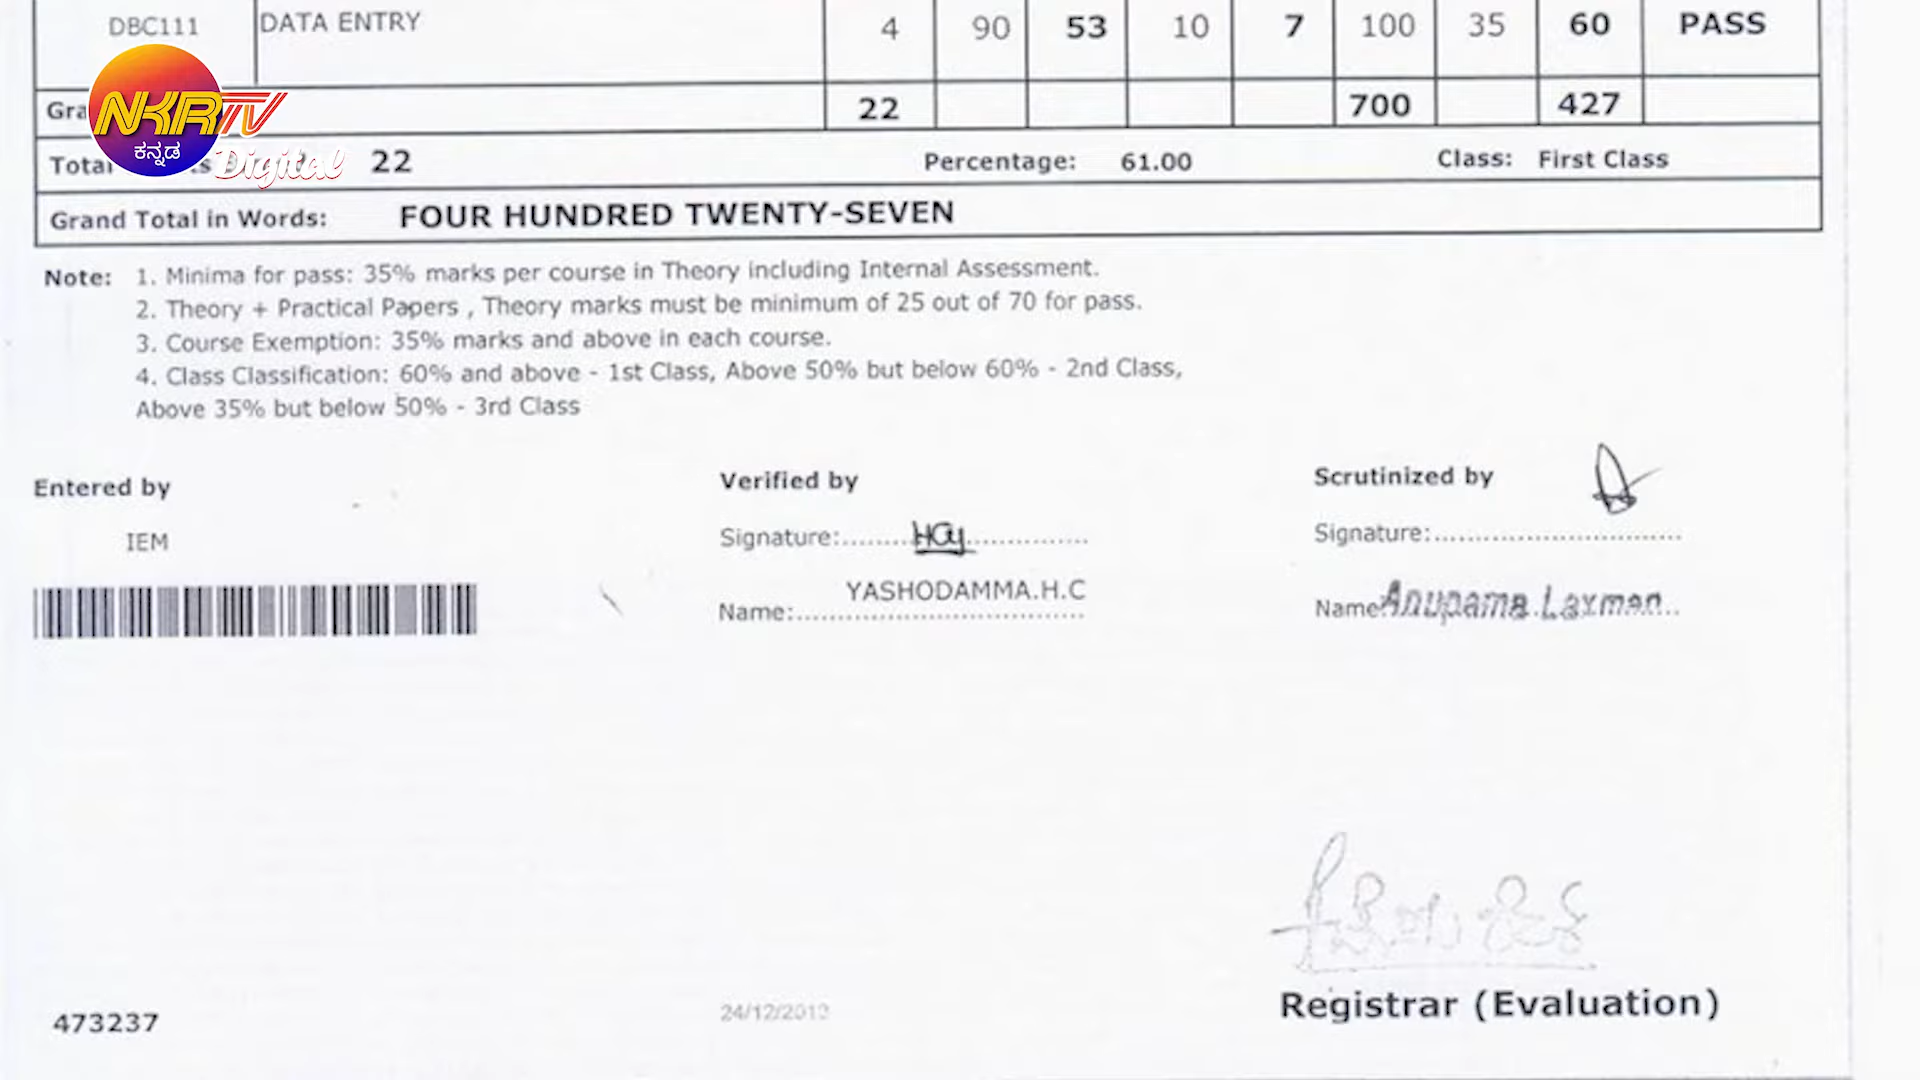 DBC111 DATA ENTRY 4 90 53 10 7 100 35 60 PASS
Gra 22 700 427
Total 22 Percentage: 61.00 Class: First Class
NKR TV
ಕನ್ನಡ
Digital
Grand Total in Words: FOUR HUNDRED TWENTY-SEVEN
Note: 1. Minima for pass: 35% marks per course in Theory including Internal Assessment.
2. Theory + Practical Papers , Theory marks must be minimum of 25 out of 70 for pass.
3. Course Exemption: 35% marks and above in each course.
4. Class Classification: 60% and above - 1st Class, Above 50% but below 60% - 2nd Class,
Above 35% but below 50% - 3rd Class
Entered by Verified by Scrutinized by
IEM Signature: HCY Signature:
YASHODAMMA.H.C
Name: Name: Anupama Laxman
Registrar (Evaluation)
473237 24/12/2012